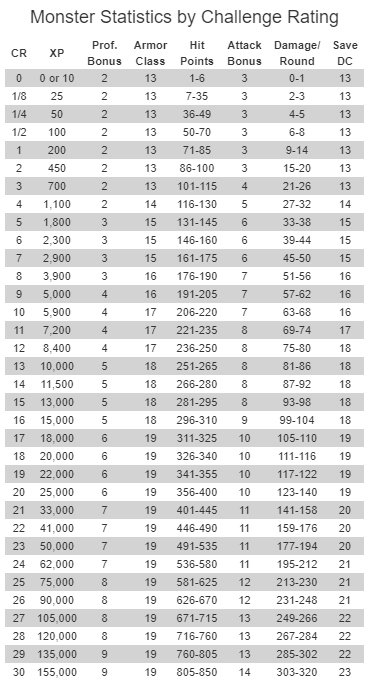 Monster Statistics by Challenge Rating
CR XP Prof. Bonus Armor Class Hit Points Attack Bonus Damage/ Round Save DC
0 0 or 10 2 13 1-6 3 0-1 13
1/8 25 2 13 7-35 3 2-3 13
1/4 50 2 13 36-49 3 4-5 13
1/2 100 2 13 50-70 3 6-8 13
1 200 2 13 71-85 3 9-14 13
2 450 2 13 86-100 3 15-20 13
3 700 2 13 101-115 4 21-26 13
4 1,100 2 14 116-130 5 27-32 14
5 1,800 3 15 131-145 6 33-38 15
6 2,300 3 15 146-160 6 39-44 15
7 2,900 3 15 161-175 6 45-50 15
8 3,900 3 16 176-190 7 51-56 16
9 5,000 4 16 191-205 7 57-62 16
10 5,900 4 17 206-220 7 63-68 16
11 7,200 4 17 221-235 8 69-74 17
12 8,400 4 17 236-250 8 75-80 18
13 10,000 5 18 251-265 8 81-86 18
14 11,500 5 18 266-280 8 87-92 18
15 13,000 5 18 281-295 8 93-98 18
16 15,000 5 18 296-310 9 99-104 18
17 18,000 6 19 311-325 10 105-110 19
18 20,000 6 19 326-340 10 111-116 19
19 22,000 6 19 341-355 10 117-122 19
20 25,000 6 19 356-400 10 123-140 19
21 33,000 7 19 401-445 11 141-158 20
22 41,000 7 19 446-490 11 159-176 20
23 50,000 7 19 491-535 11 177-194 20
24 62,000 7 19 536-580 11 195-212 21
25 75,000 8 19 581-625 12 213-230 21
26 90,000 8 19 626-670 12 231-248 21
27 105,000 8 19 671-715 13 249-266 22
28 120,000 8 19 716-760 13 267-284 22
29 135,000 9 19 760-805 13 285-302 22
30 155,000 9 19 805-850 14 303-320 23